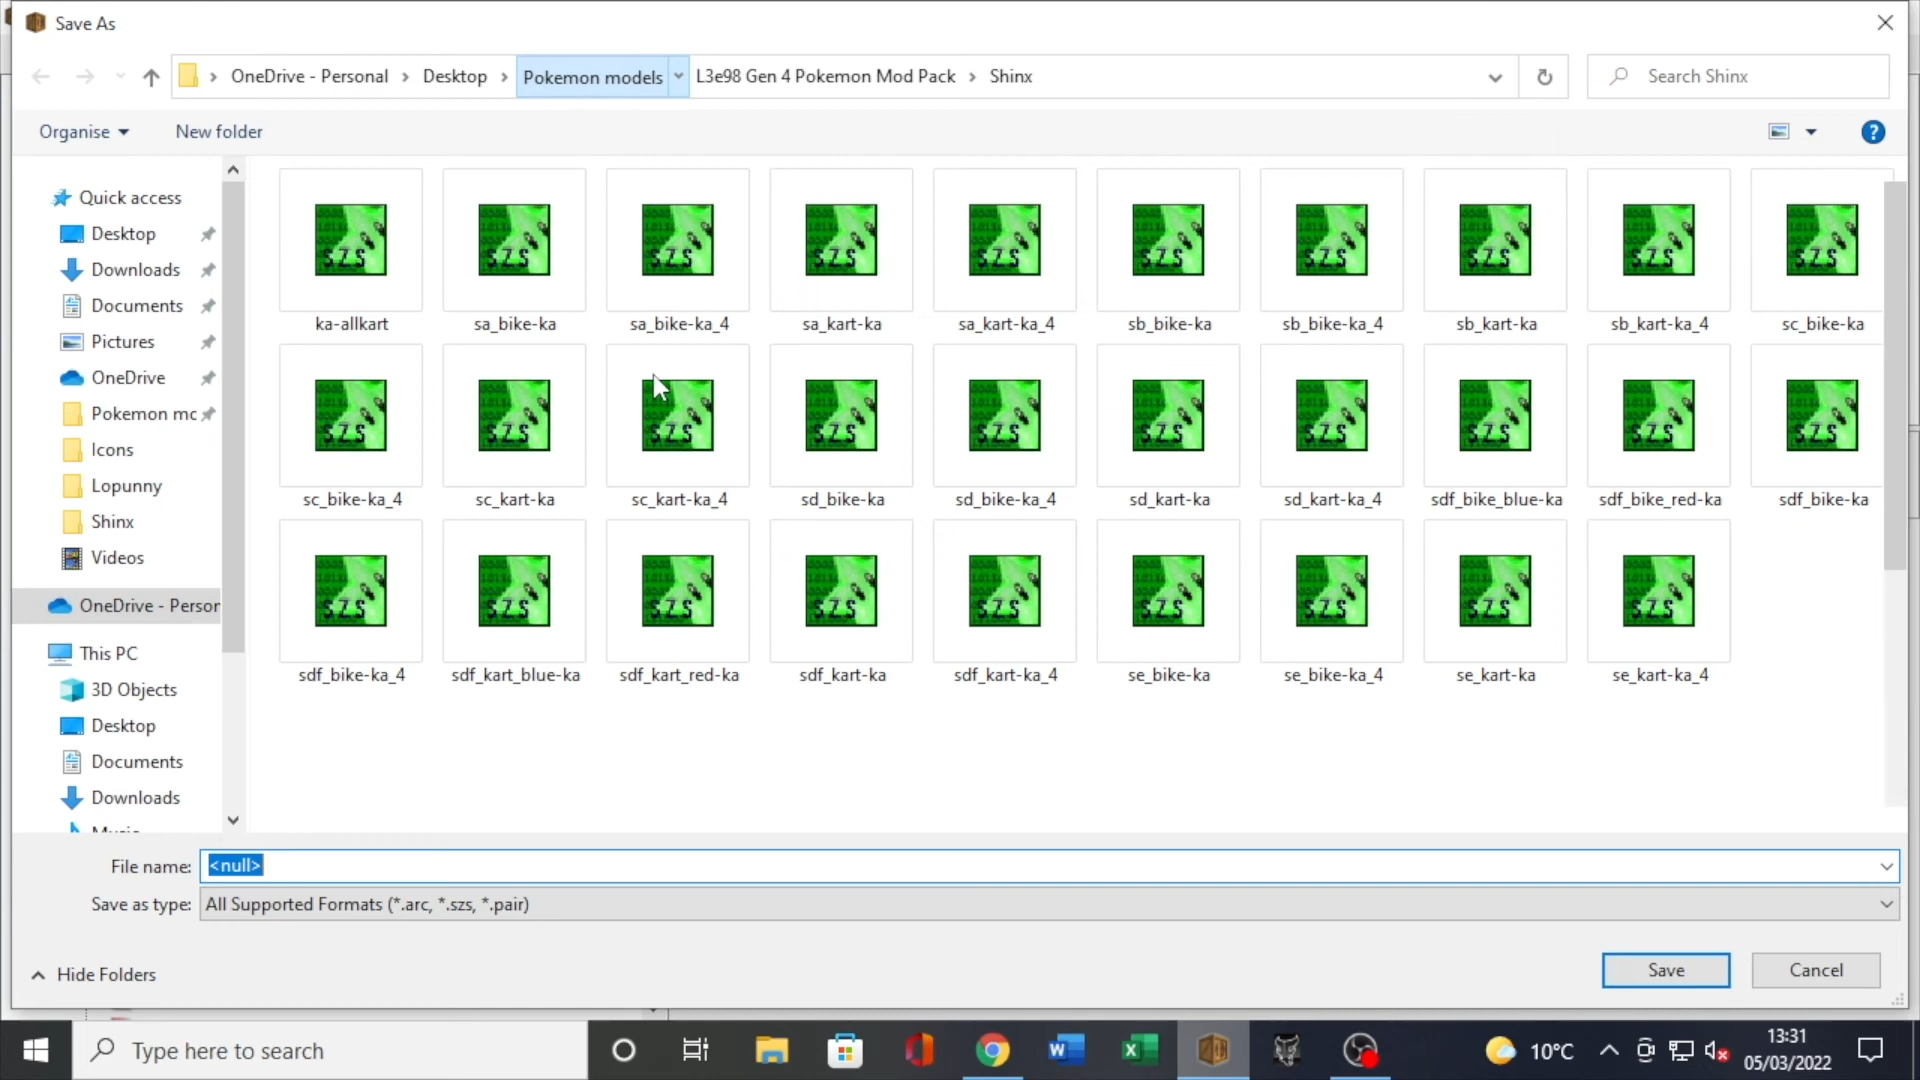 Save As
OneDrive - Personal › Desktop › Pokemon models L3e98 Gen 4 Pokemon Mod Pack › Shinx
Search Shinx
Organise
New folder
?
Quick access
Desktop
Downloads
Documents
Pictures
OneDrive
Pokemon mc
Icons
Lopunny
Shinx
Videos
OneDrive - Person
This PC
3D Objects
Desktop
Documents
Downloads
Music
ka-allkart sa_bike-ka sa_bike-ka_4 sa_kart-ka sa_kart-ka_4 sb_bike-ka sb_bike-ka_4 sb_kart-ka sb_kart-ka_4 sc_bike-ka
sc_bike-ka_4 sc_kart-ka sc_kart-ka_4 sd_bike-ka sd_bike-ka_4 sd_kart-ka sd_kart-ka_4 sdf_bike_blue-ka sdf_bike_red-ka sdf_bike-ka
sdf_bike-ka_4 sdf_kart_blue-ka sdf_kart_red-ka sdf_kart-ka sdf_kart-ka_4 se_bike-ka se_bike-ka_4 se_kart-ka se_kart-ka_4
File name: <null>
Save as type: All Supported Formats (*.arc, *.szs, *.pair)
Hide Folders
Save
Cancel
Type here to search
10°C
13:31
05/03/2022